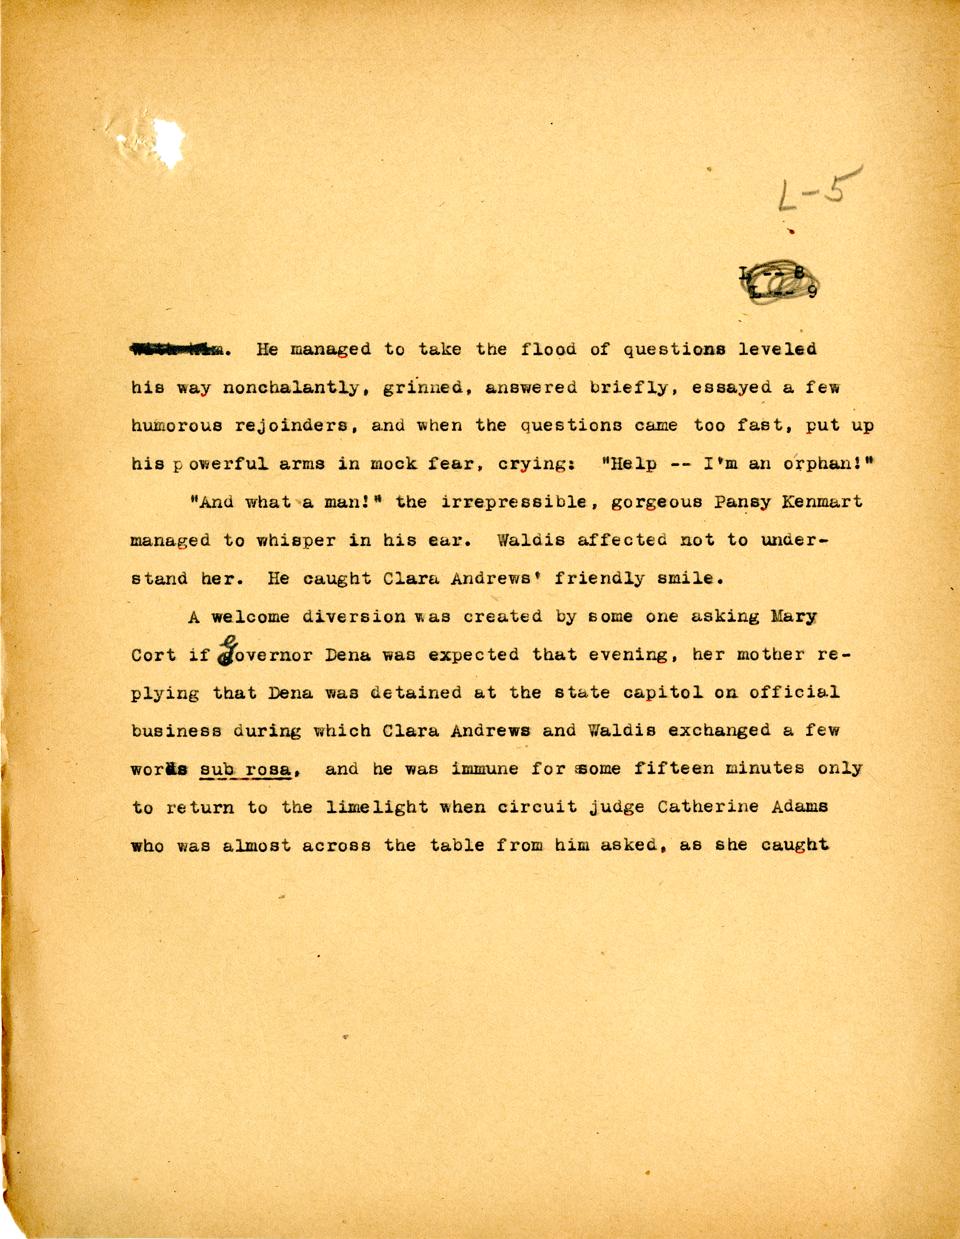 L-5
L -- 8
L -- 9
with him. He managed to take the flood of questions leveled
his way nonchalantly, grinned, answered briefly, essayed a few
humorous rejoinders, and when the questions came too fast, put up
his powerful arms in mock fear, crying: "Help -- I'm an orphan!"
"And what a man!" the irrepressible, gorgeous Pansy Kenmart
managed to whisper in his ear. Waldis affected not to under-
stand her. He caught Clara Andrews' friendly smile.
A welcome diversion was created by some one asking Mary
Cort if Governor Dena was expected that evening, her mother re-
plying that Dena was detained at the state capitol on official
business during which Clara Andrews and Waldis exchanged a few
words sub rosa, and he was immune for some fifteen minutes only
to return to the limelight when circuit judge Catherine Adams
who was almost across the table from him asked, as she caught